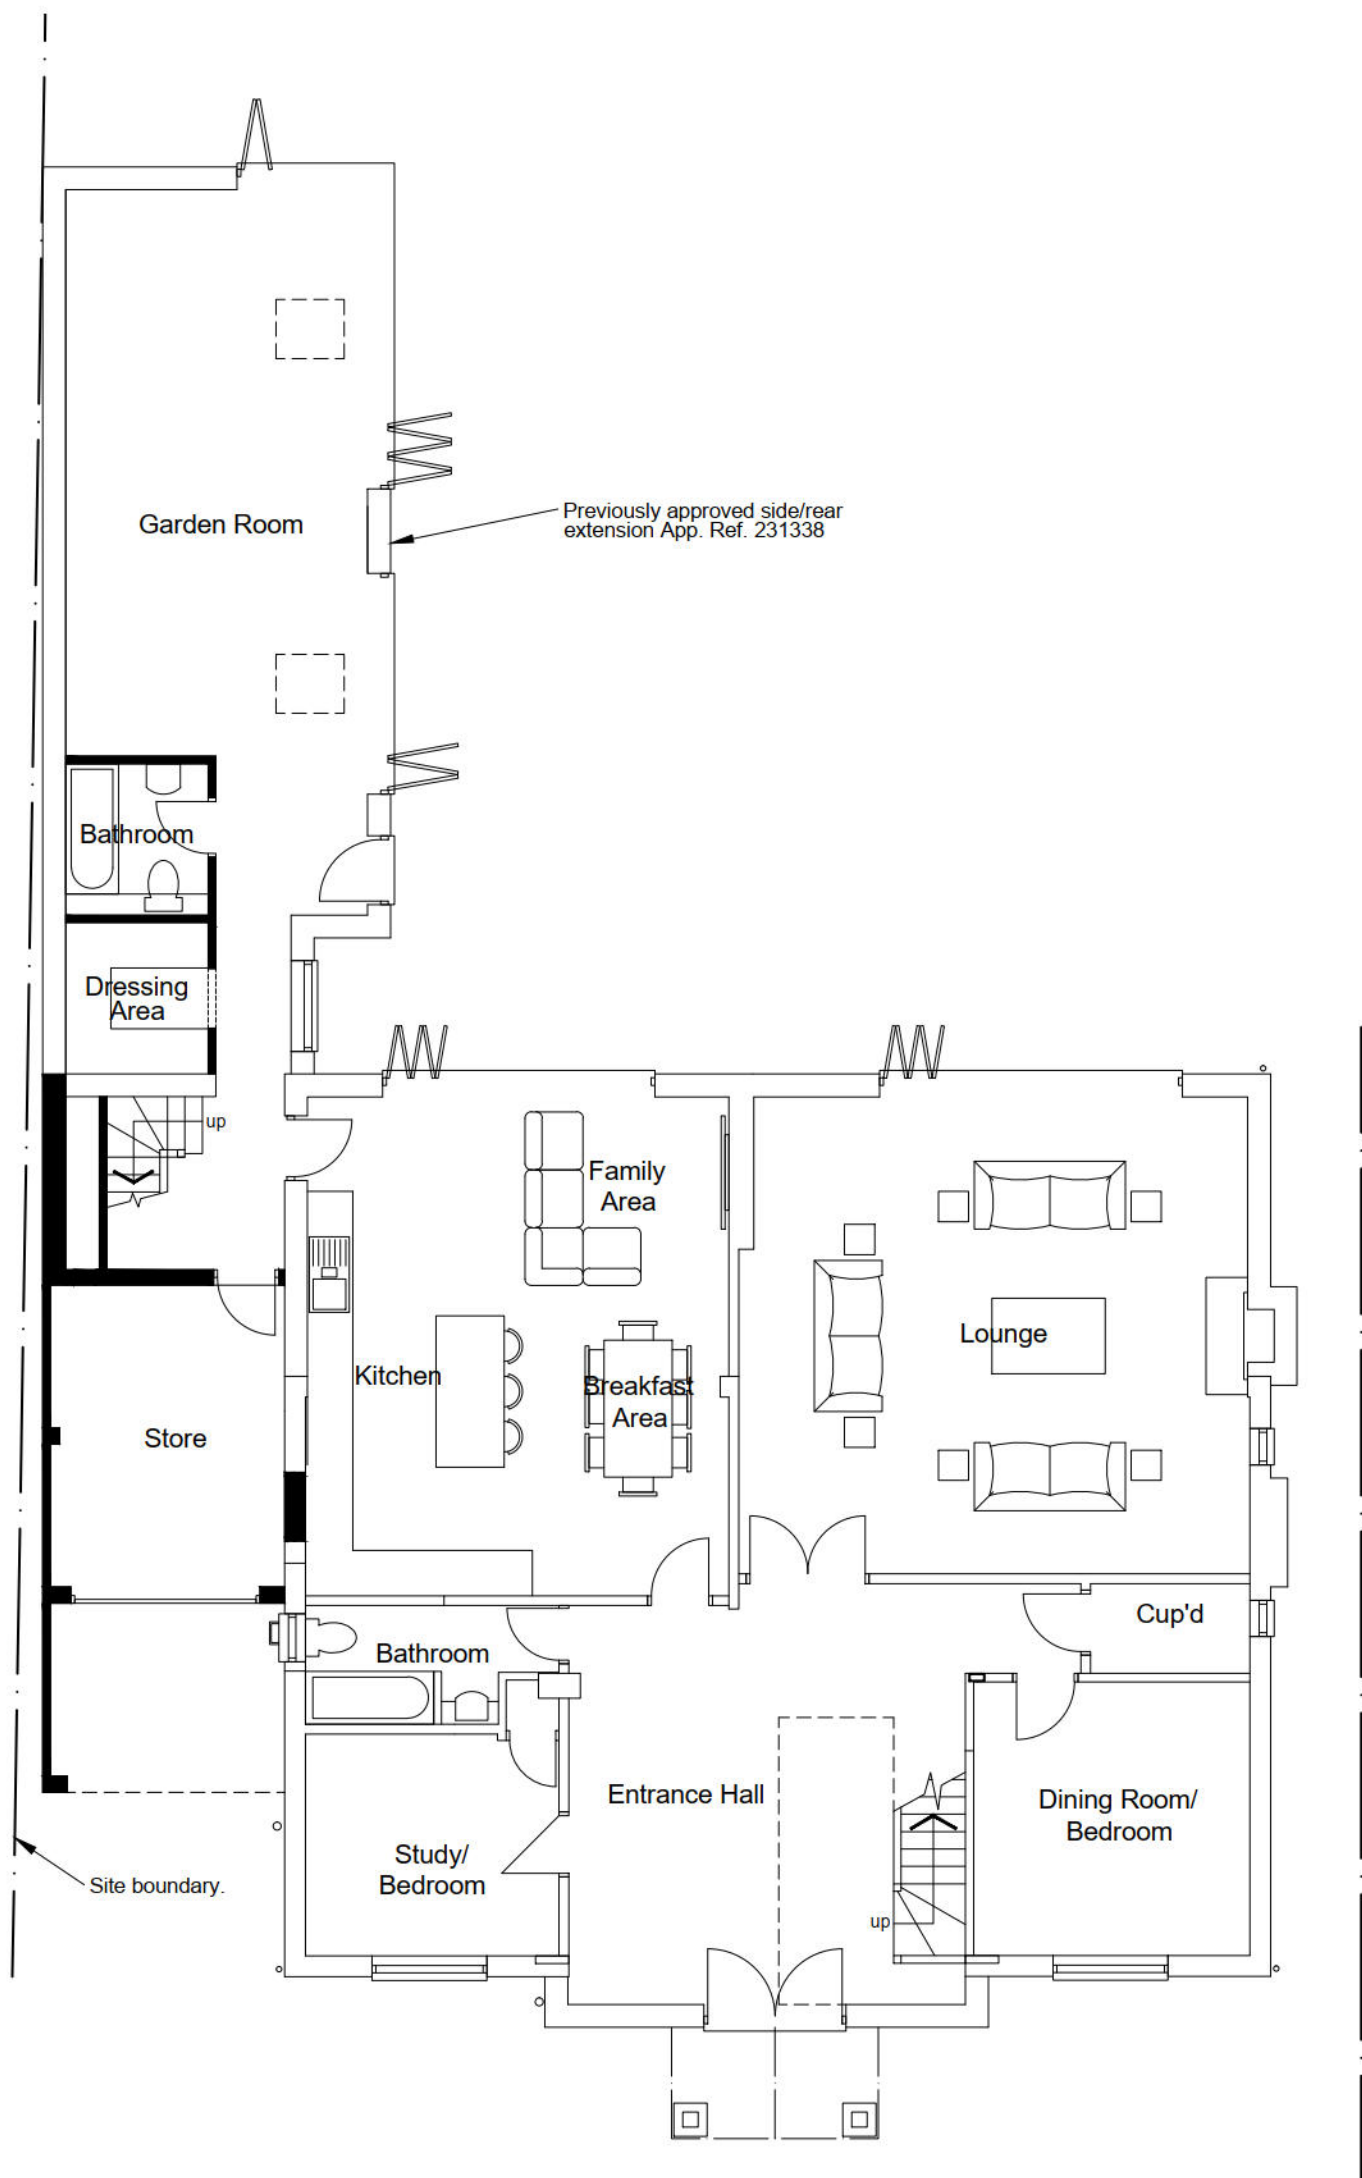 Previously approved side/rear
extension App. Ref. 231338
Garden Room
Bathroom
Dressing
Area
up
Family
Area
Lounge
Kitchen
Breakfast
Area
Store
Cup'd
Bathroom
Entrance Hall
Dining Room/
Bedroom
Study/
Bedroom
Site boundary.
up